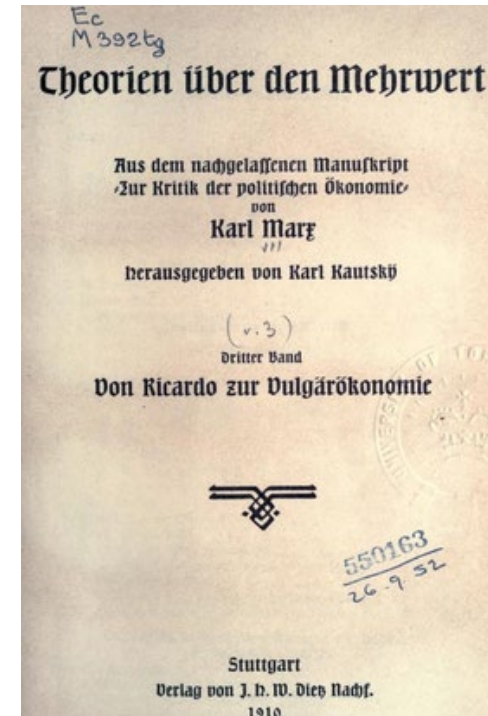 Ec
M392tg
Theorien über den Mehrwert
Aus dem nachgelassenen Manuskript
„Zur Kritik der politischen Ökonomie“
von
Karl Marx
herausgegeben von Karl Kautsky
(v.3)
Dritter Band
Von Ricardo zur Vulgärökonomie
550163
26.9.52
Stuttgart
Verlag von J. H. W. Dietz Nachf.
1910